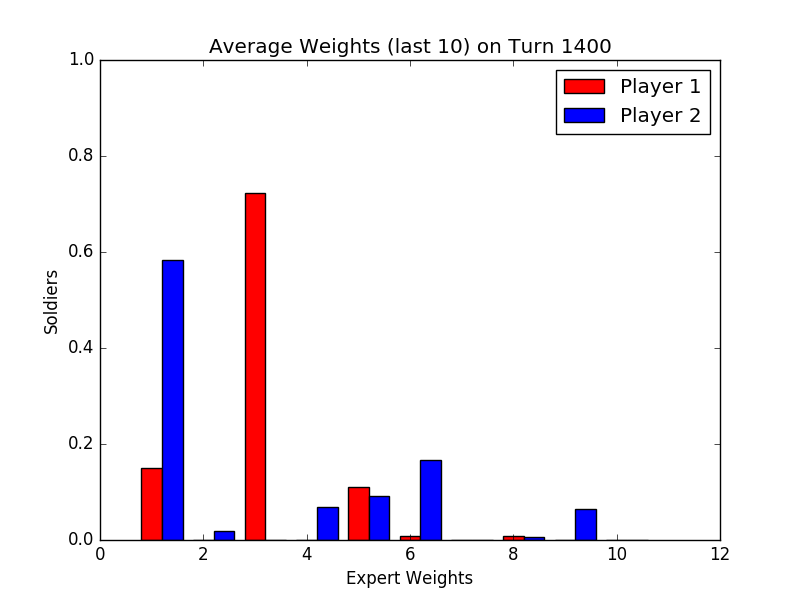 Average Weights (last 10) on Turn 1400
1.0
Player 1
Player 2
0.8
0.6
Soldiers
0.4
0.2
0.0
0 2 4 6 8 10 12
Expert Weights